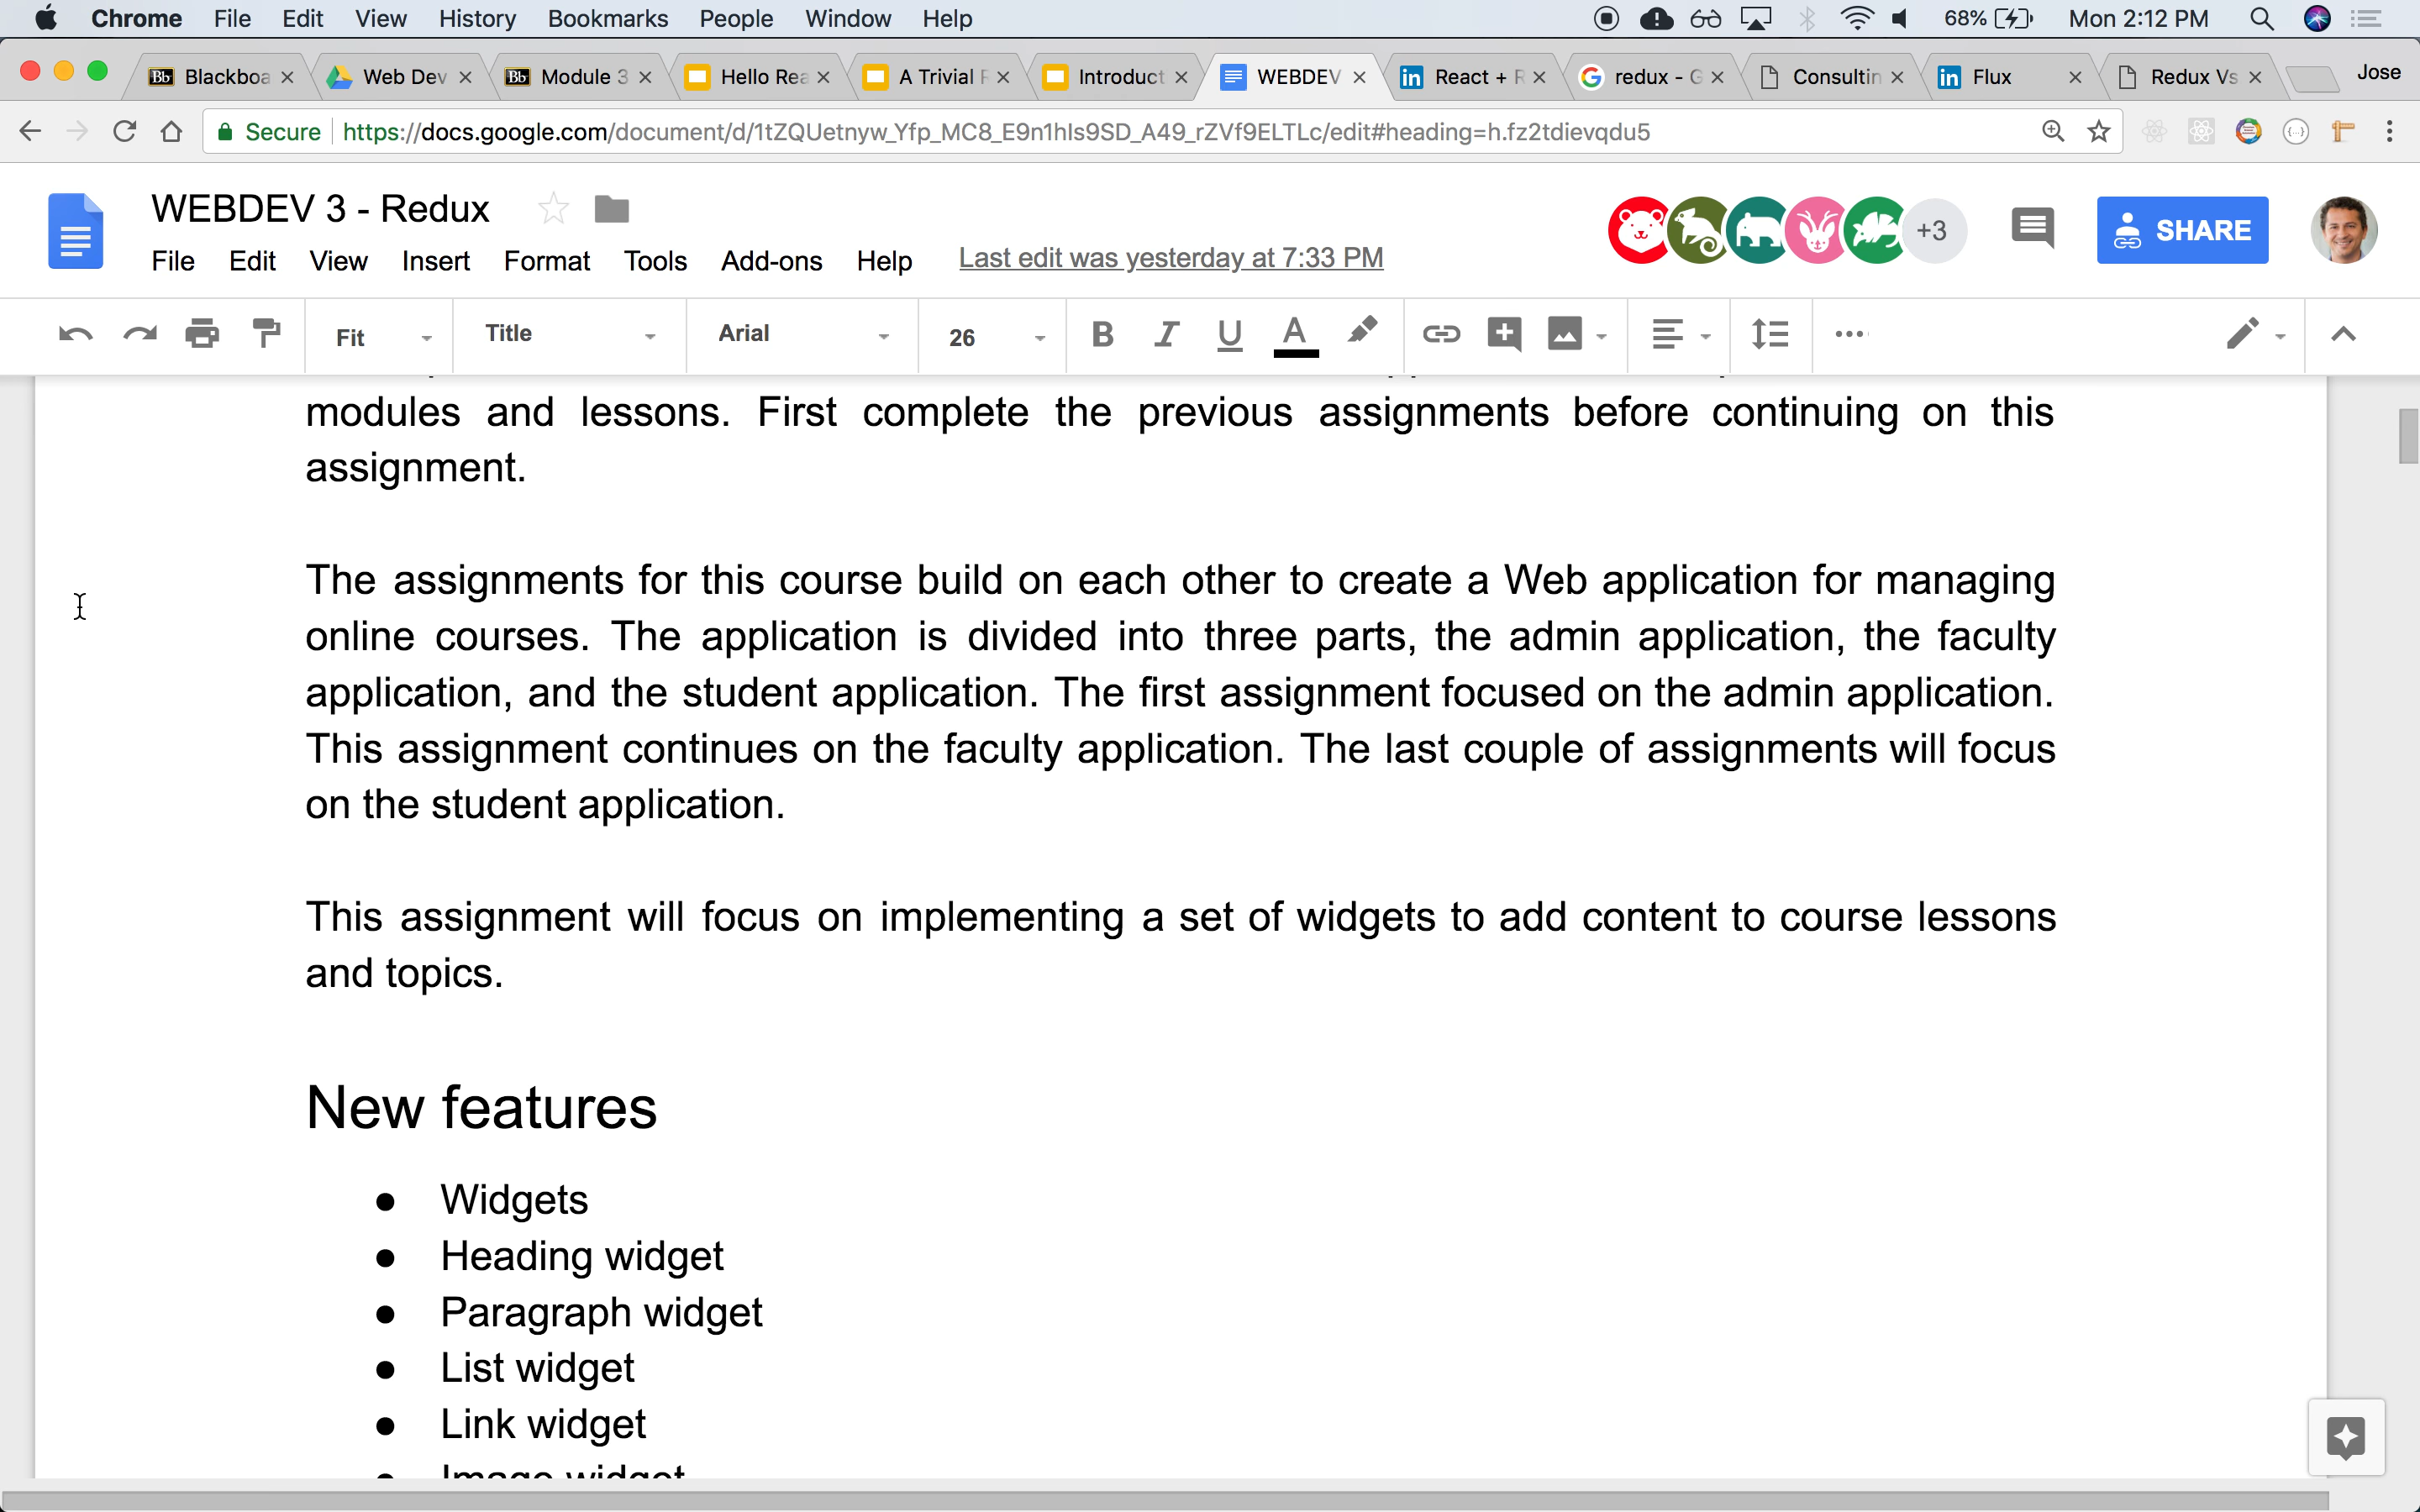 Chrome File Edit View History Bookmarks People Window Help 68% Mon 2:12 PM
Blackboa Web Dev Module 3 Hello Rea A Trivial Introduct WEBDEV React + redux - G Consultin Flux Redux Vs Jose
Secure https://docs.google.com/document/d/1tZQUetnyw_Yfp_MC8_E9n1hIs9SD_A49_rZVf9ELTLc/edit#heading=h.fz2tdievqdu5
WEBDEV 3 - Redux
+3 SHARE
File Edit View Insert Format Tools Add-ons Help Last edit was yesterday at 7:33 PM
Fit Title Arial 26 B I U A
modules and lessons. First complete the previous assignments before continuing on this
assignment.
The assignments for this course build on each other to create a Web application for managing
online courses. The application is divided into three parts, the admin application, the faculty
application, and the student application. The first assignment focused on the admin application.
This assignment continues on the faculty application. The last couple of assignments will focus
on the student application.
This assignment will focus on implementing a set of widgets to add content to course lessons
and topics.
New features
● Widgets
● Heading widget
● Paragraph widget
● List widget
● Link widget
● Image widget